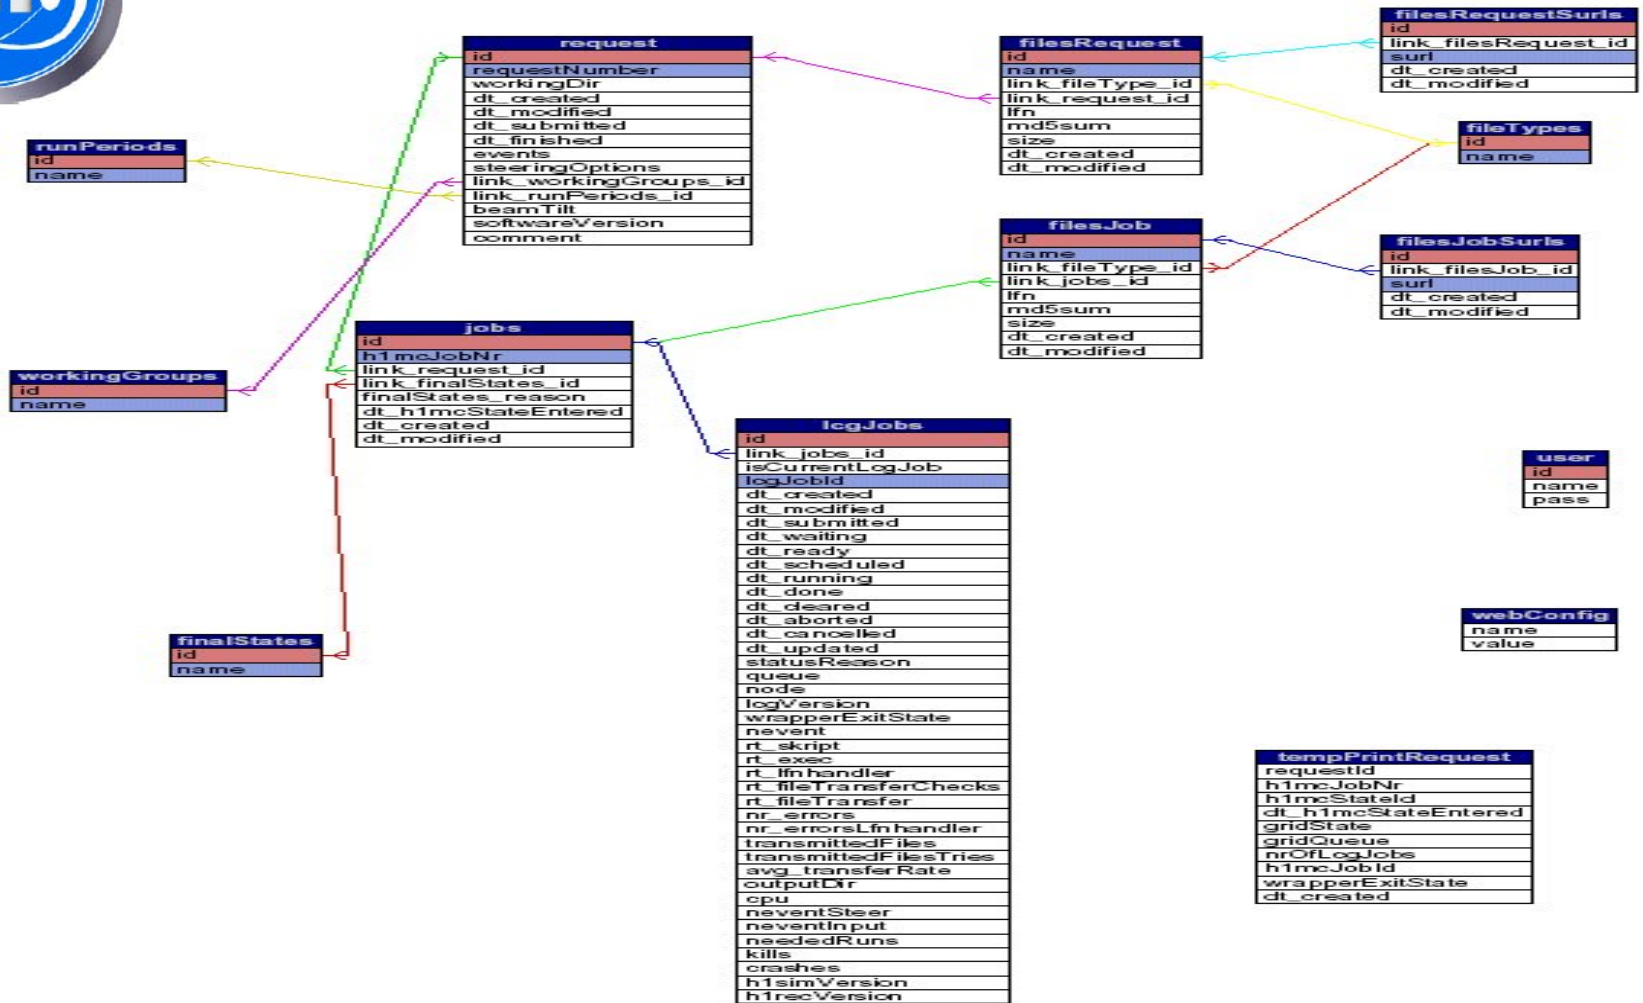 request
id
requestNumber
workingDir
dt_created
dt_modified
dt_submitted
dt_finished
events
steeringOptions
link_workingGroups_id
link_runPeriods_id
beamTilt
softwareVersion
comment
filesRequest
id
name
link_fileType_id
link_request_id
lfn
md5sum
size
dt_created
dt_modified
filesRequestSurls
id
link_filesRequest_id
surl
dt_created
dt_modified
runPeriods
id
name
fileTypes
id
name
filesJob
id
name
link_fileType_id
link_jobs_id
lfn
md5sum
size
dt_created
dt_modified
filesJobSurls
id
link_filesJob_id
surl
dt_created
dt_modified
jobs
id
h1mcJobNr
link_request_id
link_finalStates_id
finalStates_reason
dt_h1mcStateEntered
dt_created
dt_modified
workingGroups
id
name
lcgJobs
id
link_jobs_id
isCurrentLcgJob
lcgJobId
dt_created
dt_modified
dt_submitted
dt_waiting
dt_ready
dt_scheduled
dt_running
dt_done
dt_cleared
dt_aborted
dt_cancelled
dt_updated
statusReason
queue
node
lcgVersion
wrapperExitState
nevent
rt_skript
rt_exec
rt_lfnhandler
rt_fileTransferChecks
rt_fileTransfer
nr_errors
nr_errorsLfnhandler
transmittedFiles
transmittedFilesTries
avg_transferRate
outputDir
cpu
neventSteer
neventInput
neededRuns
kills
crashes
h1simVersion
h1recVersion
user
id
name
pass
webConfig
name
value
finalStates
id
name
tempPrintRequest
requestId
h1mcJobNr
h1mcStateId
dt_h1mcStateEntered
gridState
gridQueue
nrOfLcgJobs
h1mcJobId
wrapperExitState
dt_created